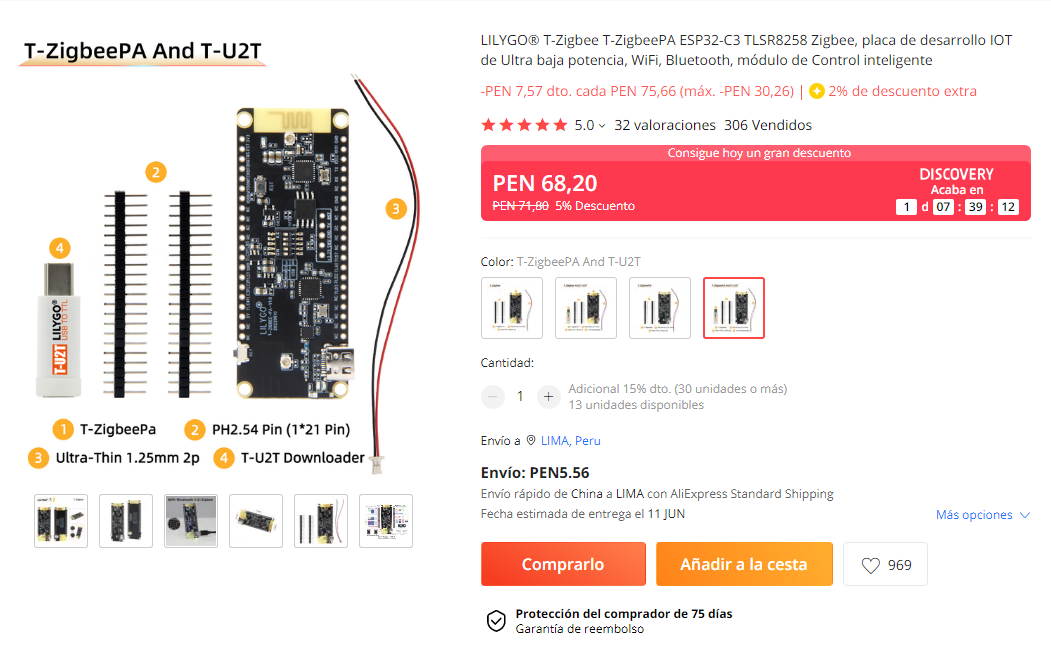 T-ZigbeePA And T-U2T
2
3
4
LILYGO®
T-U2T
USB TO TTL
LILYGO®
1 T-ZigbeePa
2 PH2.54 Pin (1*21 Pin)
3 Ultra-Thin 1.25mm 2p
4 T-U2T Downloader
LILYGO® T-Zigbee T-ZigbeePA ESP32-C3 TLSR8258 Zigbee, placa de desarrollo IOT
de Ultra baja potencia, WiFi, Bluetooth, módulo de Control inteligente
-PEN 7,57 dto. cada PEN 75,66 (máx. -PEN 30,26) | 2% de descuento extra
5.0 32 valoraciones 306 Vendidos
Consigue hoy un gran descuento
PEN 68,20
PEN 71,80 5% Descuento
DISCOVERY
Acaba en
1 d 07 : 39 : 12
Color: T-ZigbeePA And T-U2T
Cantidad:
1
Adicional 15% dto. (30 unidades o más)
13 unidades disponibles
Envío a LIMA, Peru
Envío: PEN5.56
Envío rápido de China a LIMA con AliExpress Standard Shipping
Fecha estimada de entrega el 11 JUN
Más opciones
Comprarlo
Añadir a la cesta
969
Protección del comprador de 75 días
Garantía de reembolso